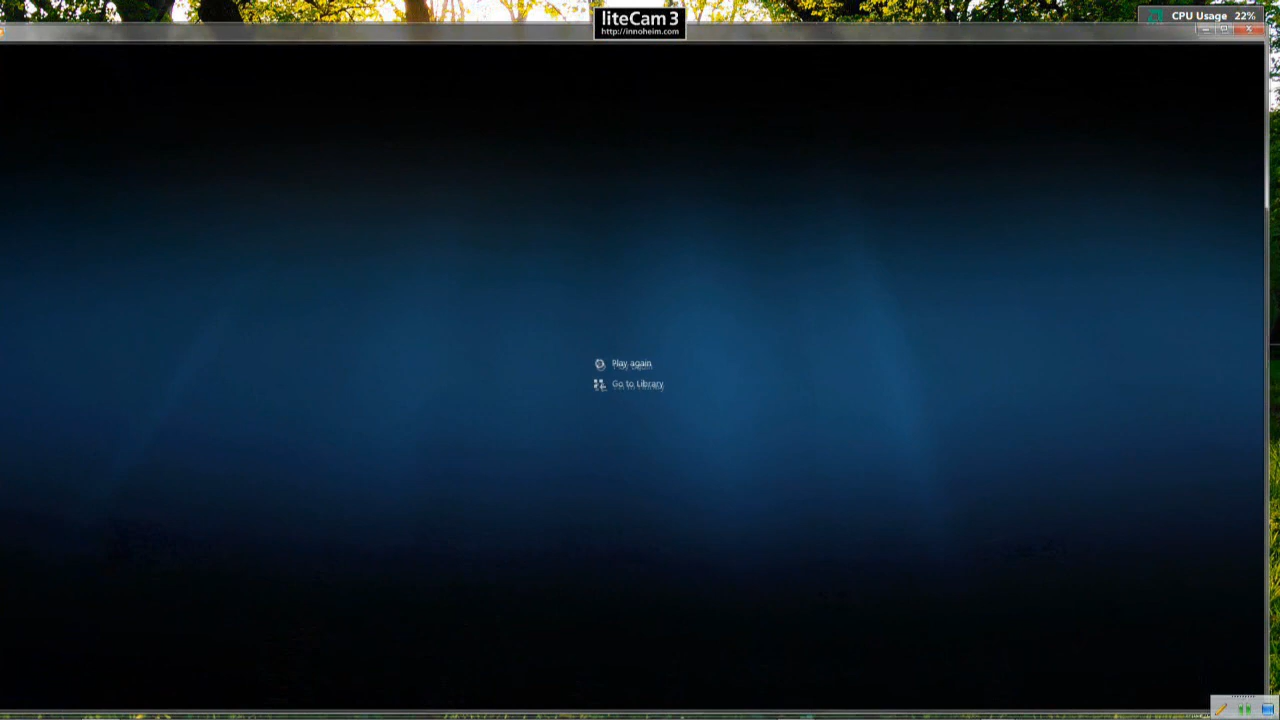 liteCam 3
http://innoheim.com
CPU Usage 22%
Play again
Go to Library